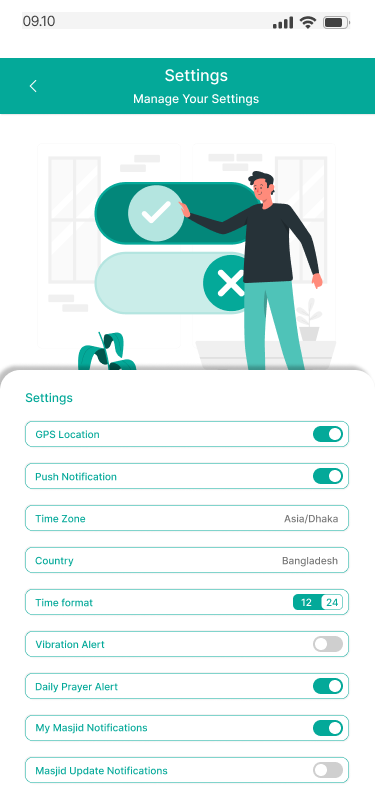 09.10
Settings
Manage Your Settings
Settings
GPS Location
Push Notification
Time Zone Asia/Dhaka
Country Bangladesh
Time format 12 24
Vibration Alert
Daily Prayer Alert
My Masjid Notifications
Masjid Update Notifications